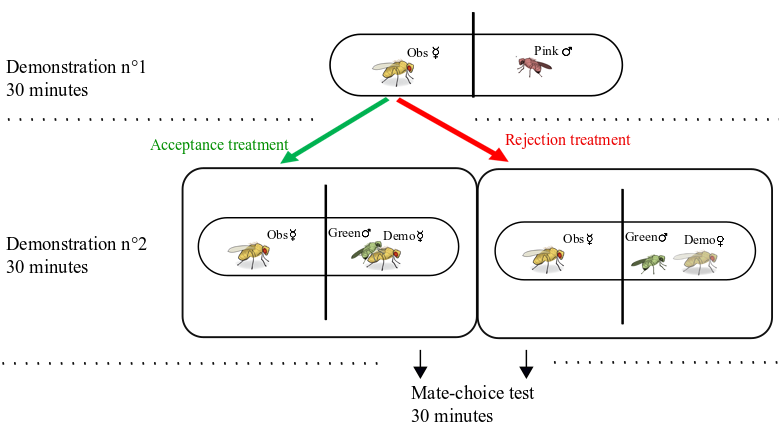 Demonstration n°1
30 minutes
Obs ☿
Pink ♂
Acceptance treatment
Rejection treatment
Demonstration n°2
30 minutes
Obs☿
Green♂
Demo☿
Obs☿
Green♂
Demo♀
Mate-choice test
30 minutes